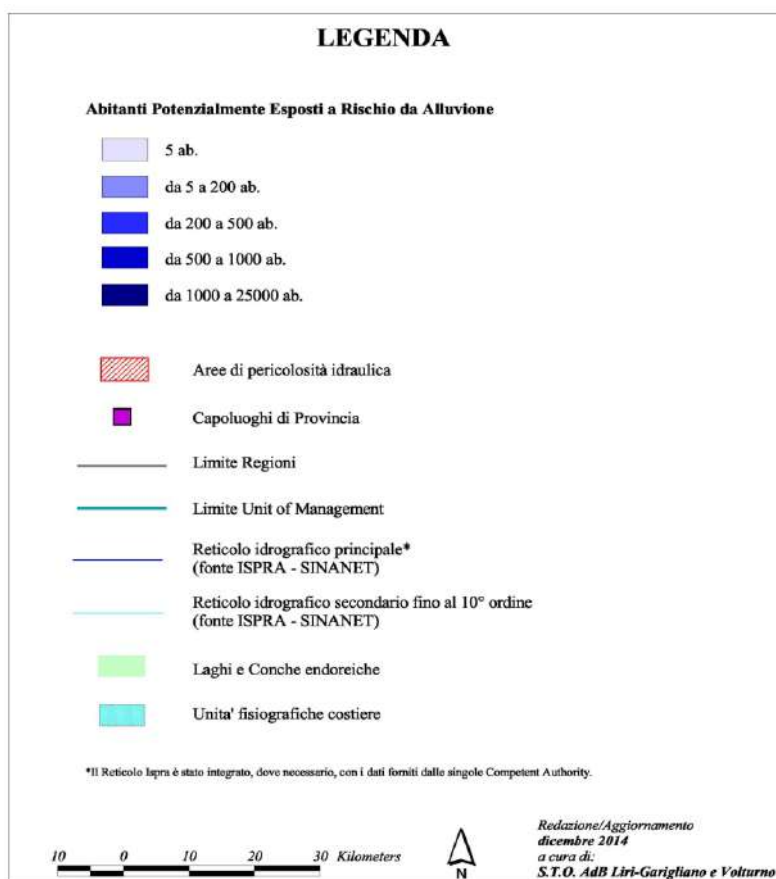 LEGENDA
Abitanti Potenzialmente Esposti a Rischio da Alluvione
5 ab.
da 5 a 200 ab.
da 200 a 500 ab.
da 500 a 1000 ab.
da 1000 a 25000 ab.
Aree di pericolosità idraulica
Capoluoghi di Provincia
Limite Regioni
Limite Unit of Management
Reticolo idrografico principale*
(fonte ISPRA - SINANET)
Reticolo idrografico secondario fino al 10° ordine
(fonte ISPRA - SINANET)
Laghi e Conche endoreiche
Unita' fisiografiche costiere
*Il Reticolo Ispra è stato integrato, dove necessario, con i dati forniti dalle singole Competent Authority.
10 0 10 20 30 Kilometers
N
Redazione/Aggiornamento
dicembre 2014
a cura di:
S.T.O. AdB Liri-Garigliano e Volturno